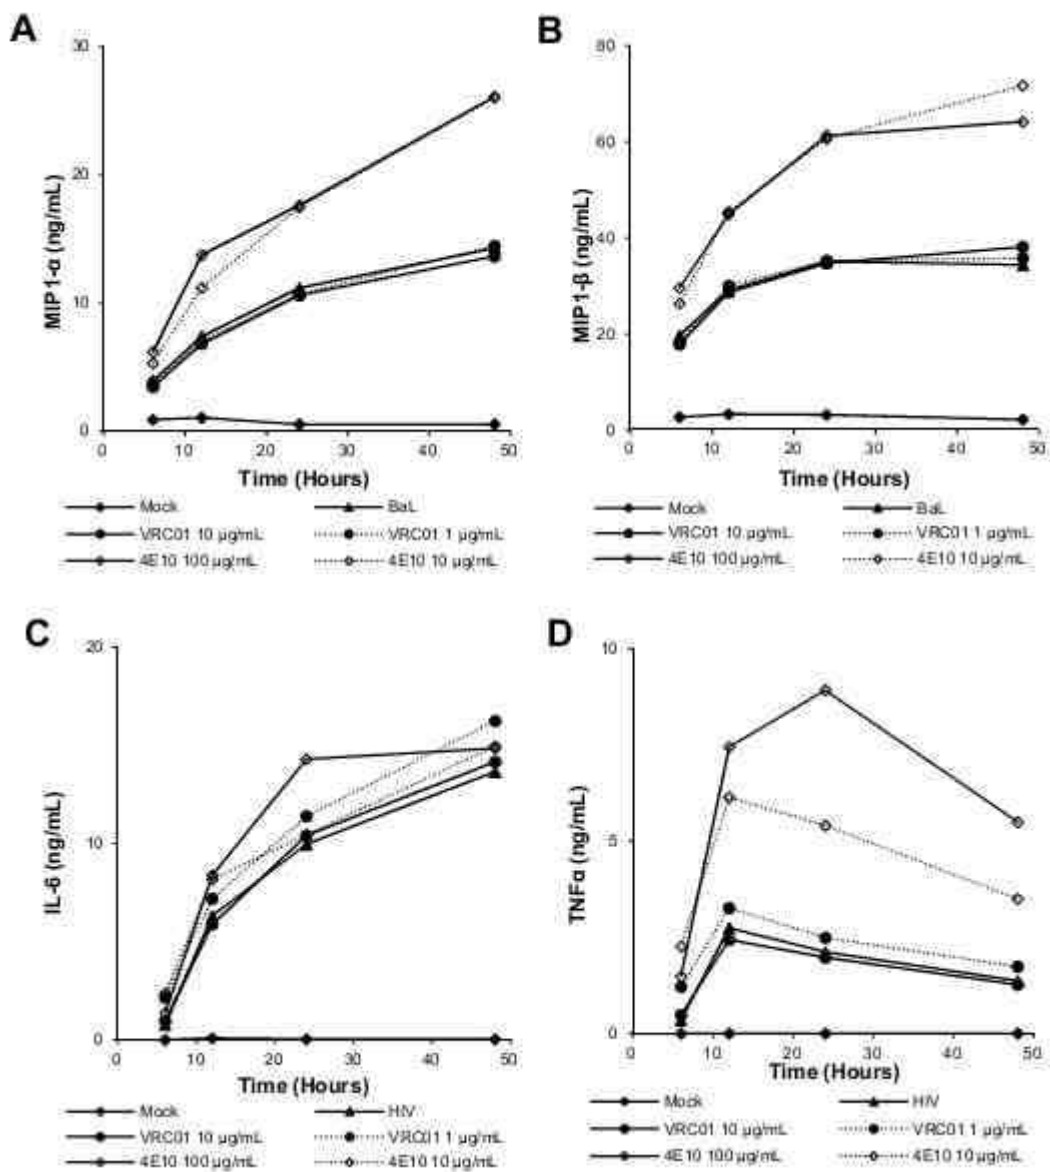 A
B
30
20
10
0
MIP1-α (ng/mL)
0 10 20 30 40 50
Time (Hours)
Mock BaL
VRC01 10 µg/mL VRC01 1 µg/mL
4E10 100 µg/mL 4E10 10 µg/mL
80
60
40
20
0
MIP1-β (ng/mL)
0 10 20 30 40 50
Time (Hours)
Mock BaL
VRC01 10 µg/mL VRC01 1 µg/mL
4E10 100 µg/mL 4E10 10 µg/mL
C
D
20
10
0
IL-6 (ng/mL)
0 10 20 30 40 50
Time (Hours)
Mock HIV
VRC01 10 µg/mL VRC01 1 µg/mL
4E10 100 µg/mL 4E10 10 µg/mL
10
5
0
TNFα (ng/mL)
0 10 20 30 40 50
Time (Hours)
Mock HIV
VRC01 10 µg/mL VRC01 1 µg/mL
4E10 100 µg/mL 4E10 10 µg/mL